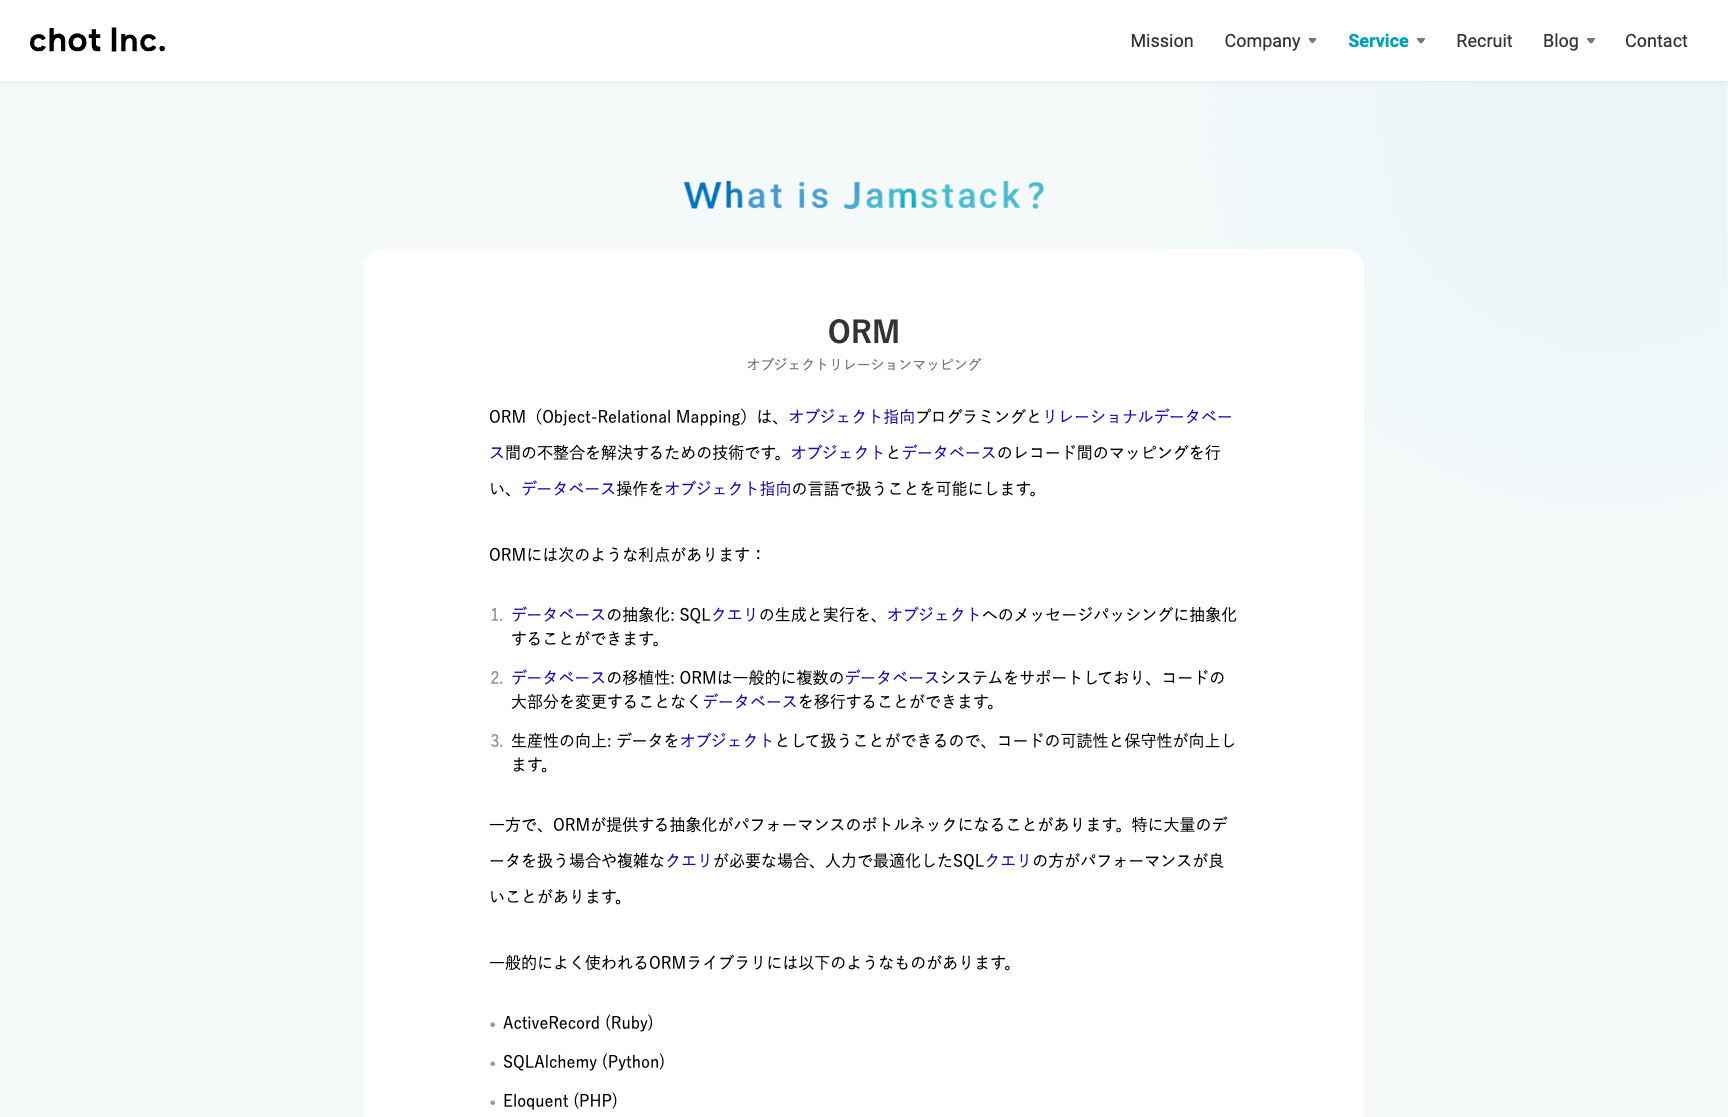 chot Inc.
Mission Company Service Recruit Blog Contact
What is Jamstack?
ORM
オブジェクトリレーションマッピング
ORM（Object-Relational Mapping）は、オブジェクト指向プログラミングとリレーショナルデータベー
ス間の不整合を解決するための技術です。オブジェクトとデータベースのレコード間のマッピングを行
い、データベース操作をオブジェクト指向の言語で扱うことを可能にします。
ORMには次のような利点があります：
1. データベースの抽象化: SQLクエリの生成と実行を、オブジェクトへのメッセージパッシングに抽象化
することができます。
2. データベースの移植性: ORMは一般的に複数のデータベースシステムをサポートしており、コードの
大部分を変更することなくデータベースを移行することができます。
3. 生産性の向上: データをオブジェクトとして扱うことができるので、コードの可読性と保守性が向上し
ます。
一方で、ORMが提供する抽象化がパフォーマンスのボトルネックになることがあります。特に大量のデ
ータを扱う場合や複雑なクエリが必要な場合、人力で最適化したSQLクエリの方がパフォーマンスが良
いことがあります。
一般的によく使われるORMライブラリには以下のようなものがあります。
• ActiveRecord (Ruby)
• SQLAlchemy (Python)
• Eloquent (PHP)